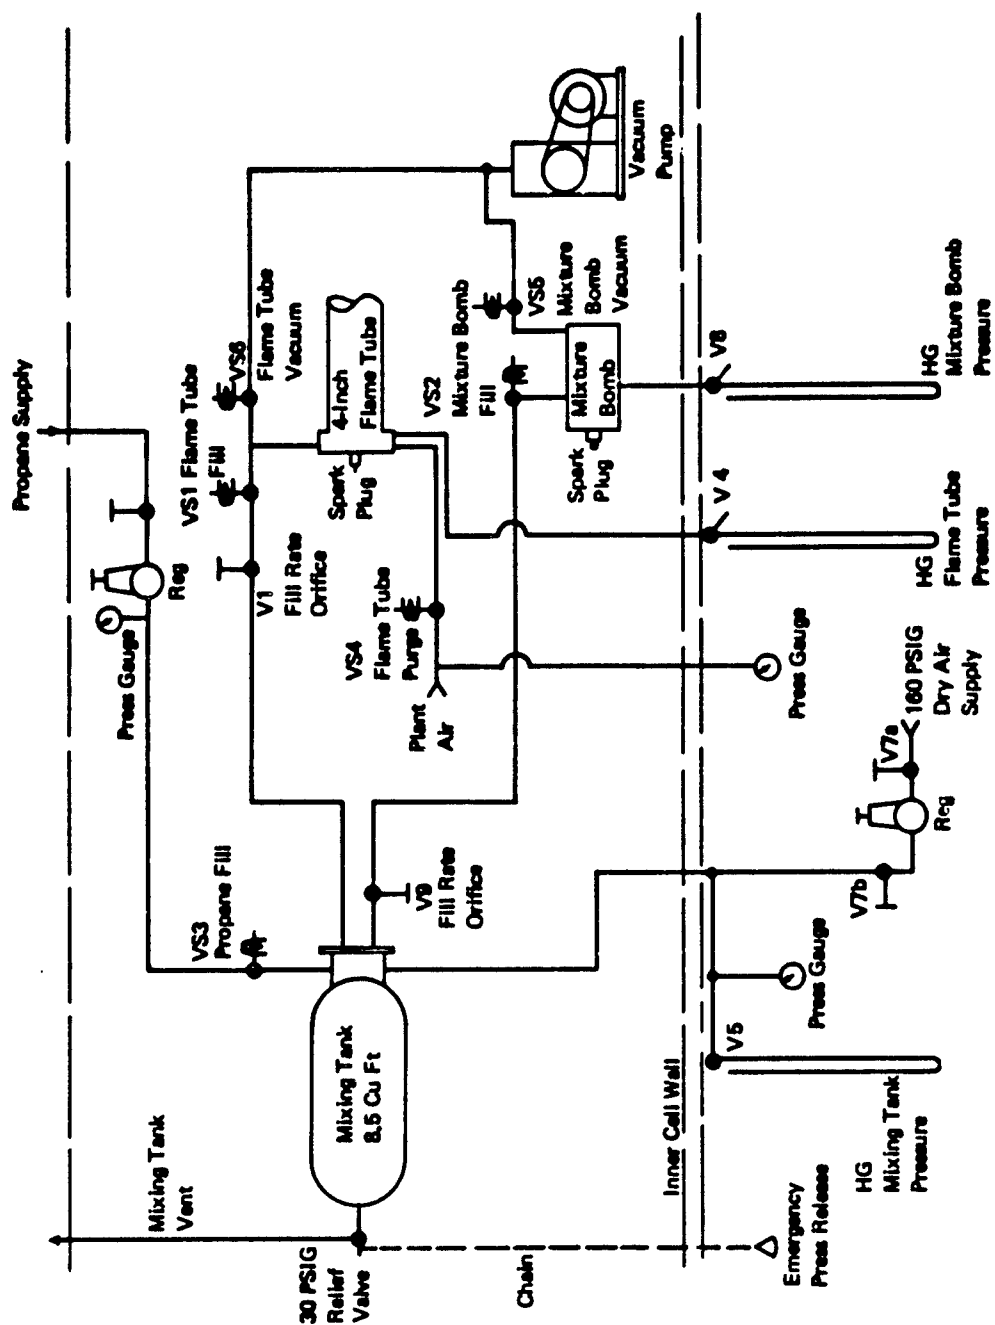 Propane Supply
Press Gauge
Reg
VS1 Flame Tube
Fill
VS6
Flame Tube
Vacuum
V1
Fill Rate
Orifice
VS3
Propane Fill
Mixing Tank
Vent
30 PSIG
Relief
Valve
Mixing Tank
8.5 Cu Ft
V9
Fill Rate
Orifice
4-Inch
Flame Tube
Spark
Plug
VS4
Flame Tube
Purge
Plant
Air
VS2
Mixture Bomb
Fill
VS5
Mixture
Bomb
Vacuum
Vacuum
Pump
Mixture
Bomb
Spark
Plug
Chain
Inner Cell Wall
Emergency
Press Release
V5
HG
Mixing Tank
Pressure
Press Gauge
V7b
Reg
V7a
160 PSIG
Dry Air
Supply
Press Gauge
V4
HG
Flame Tube
Pressure
V8
HG
Mixture Bomb
Pressure